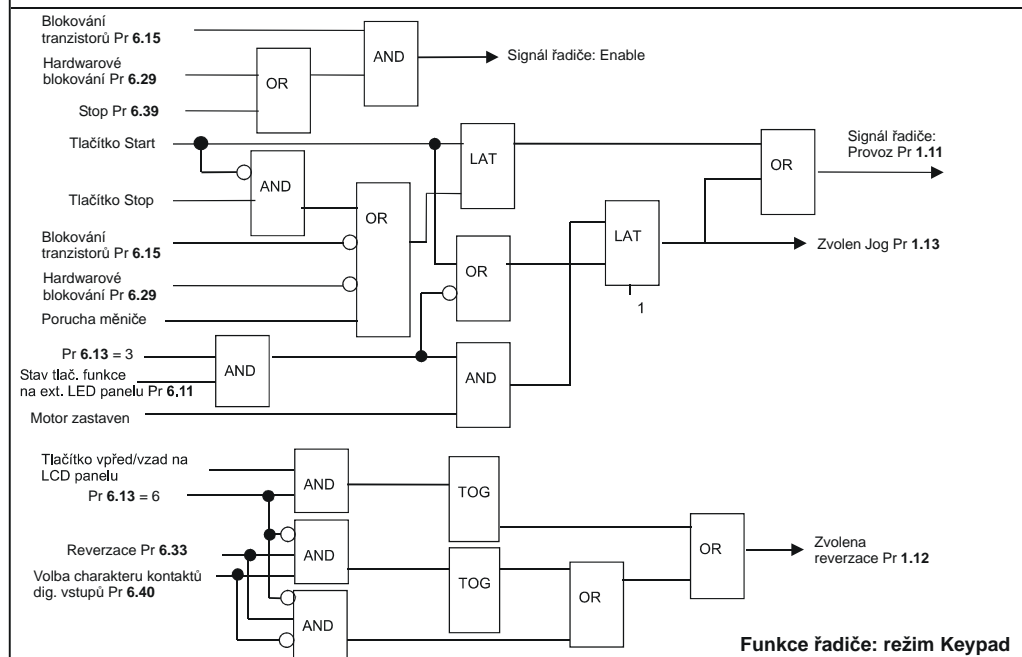 Blokování
tranzistorů Pr 6.15
Hardwarové
blokování Pr 6.29
Stop Pr 6.39
OR
AND
Signál řadiče: Enable
Tlačítko Start
Tlačítko Stop
AND
Blokování
tranzistorů Pr 6.15
Hardwarové
blokování Pr 6.29
Porucha měniče
OR
LAT
OR
LAT
1
OR
Signál řadiče:
Provoz Pr 1.11
Zvolen Jog Pr 1.13
Pr 6.13 = 3
Stav tlač. funkce
na ext. LED panelu Pr 6,11
AND
Motor zastaven
AND
Tlačítko vpřed/vzad na
LCD panelu
Pr 6.13 = 6
AND
TOG
Reverzace Pr 6.33
Volba charakteru kontaktů
dig. vstupů Pr 6.40
AND
TOG
AND
OR
OR
Zvolena
reverzace Pr 1.12
Funkce řadiče: režim Keypad